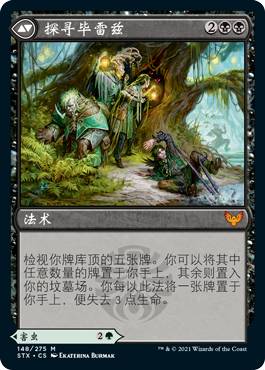 探寻毕雷兹 2
法术
检视你牌库顶的五张牌。你可以将其中
任意数量的牌置于你手上，其余则置入
你的坟墓场。你每以此法将一张牌置于
你手上，便失去 3 点生命。
害虫 2
148/275 M
STX • CS EKATERINA BURMAK
™ & © 2021 Wizards of the Coast